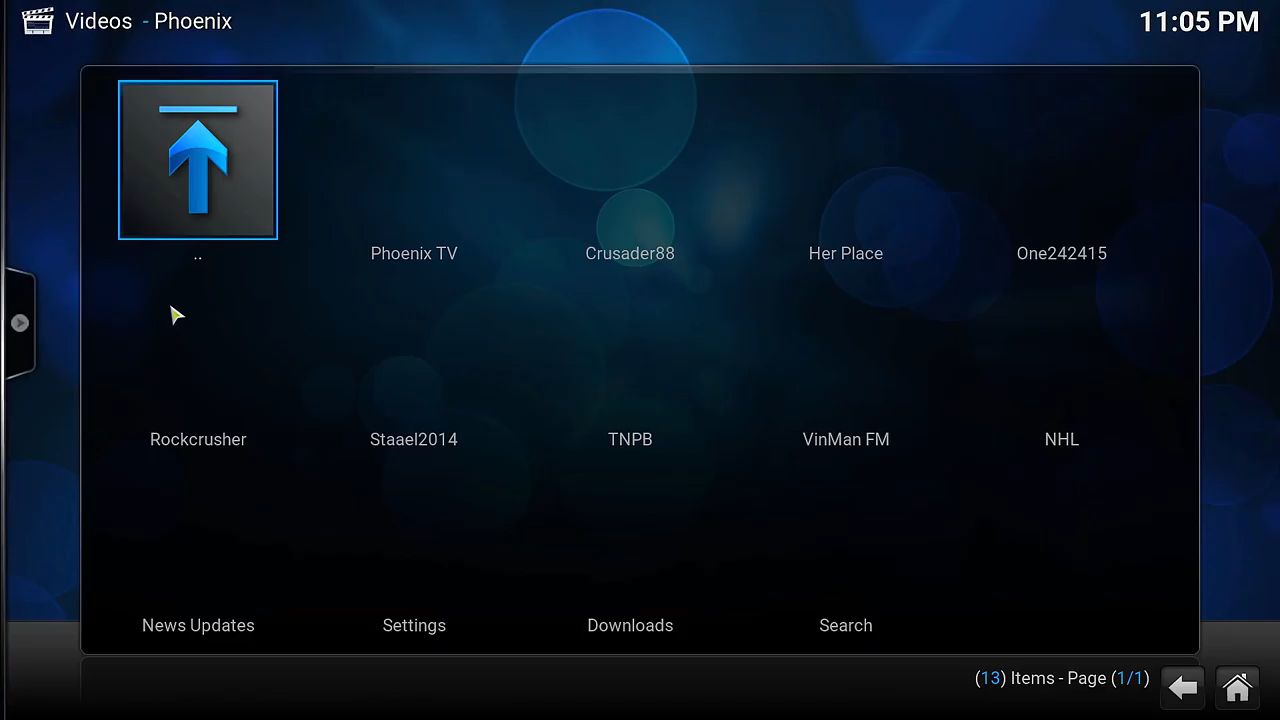 Videos - Phoenix
11:05 PM
..
Phoenix TV
Crusader88
Her Place
One242415
Rockcrusher
Staael2014
TNPB
VinMan FM
NHL
News Updates
Settings
Downloads
Search
(13) Items - Page (1/1)